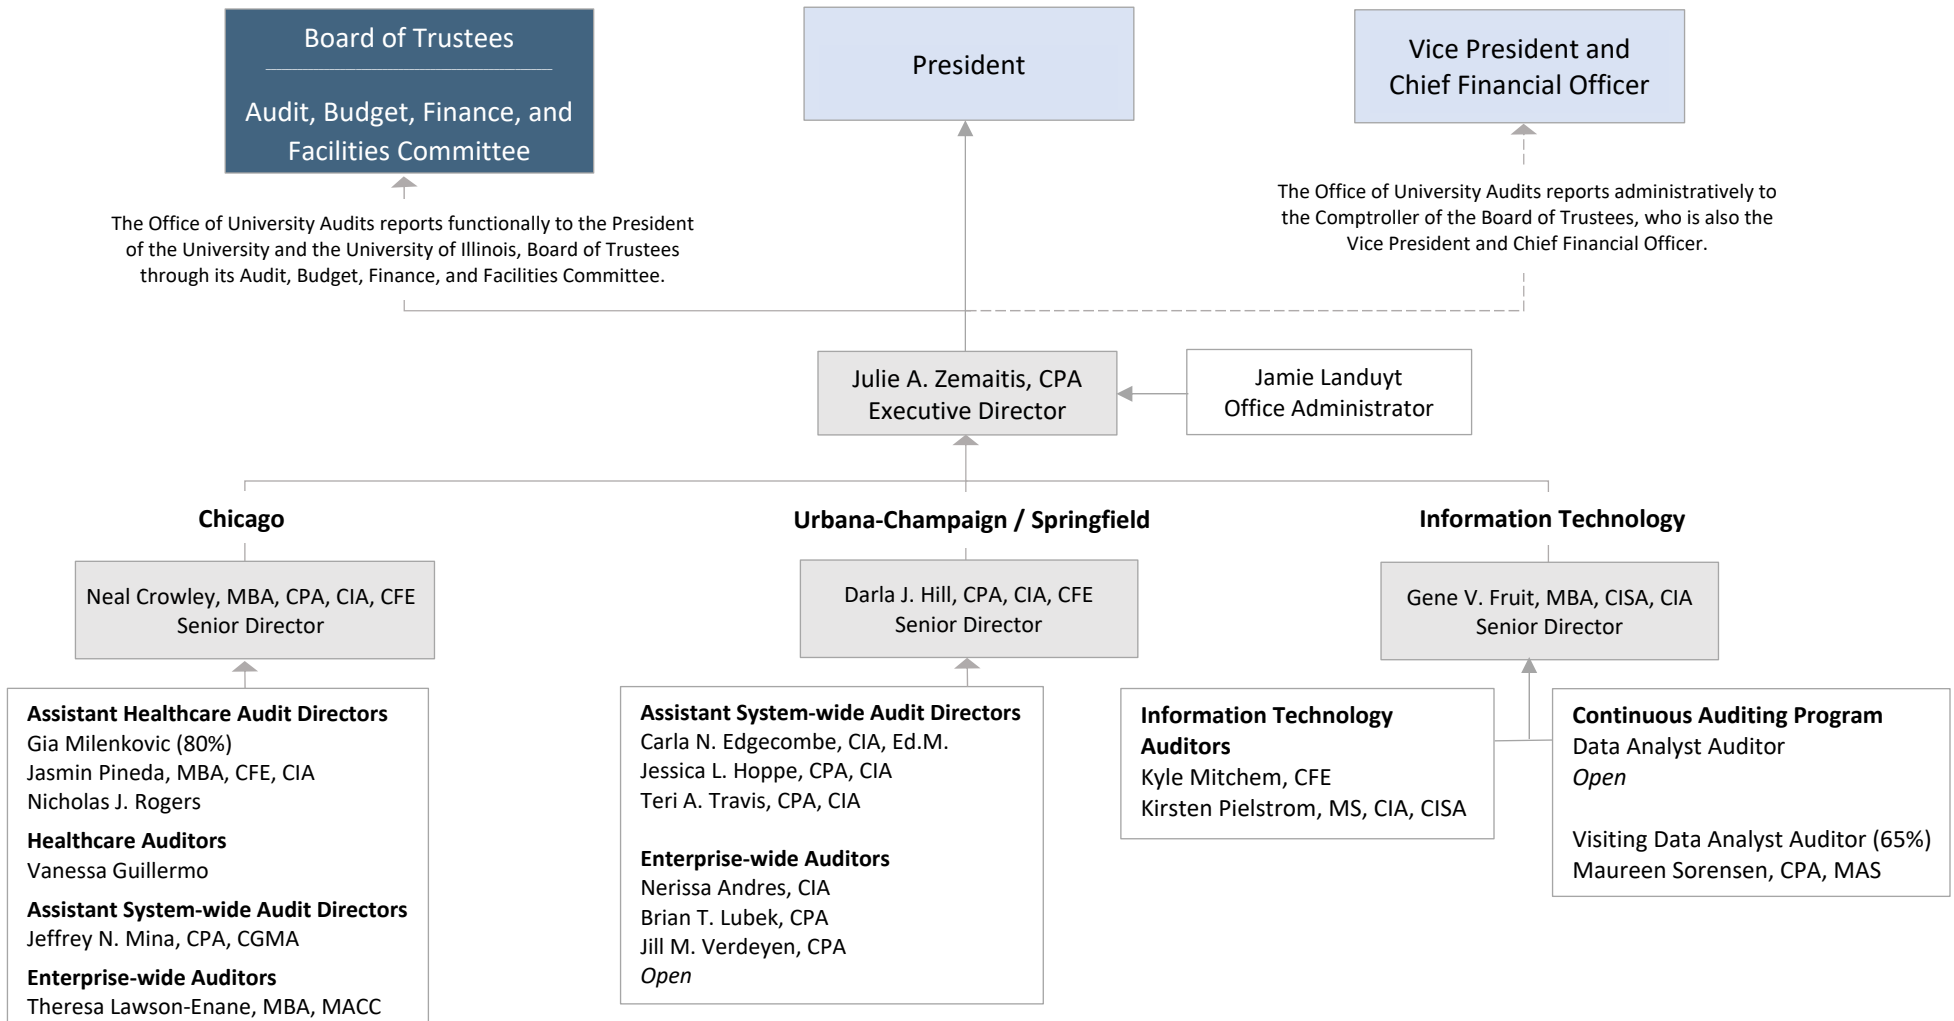 Board of Trustees
Audit, Budget, Finance, and
Facilities Committee
President
Vice President and
Chief Financial Officer
The Office of University Audits reports functionally to the President
of the University and the University of Illinois, Board of Trustees
through its Audit, Budget, Finance, and Facilities Committee.
The Office of University Audits reports administratively to
the Comptroller of the Board of Trustees, who is also the
Vice President and Chief Financial Officer.
Julie A. Zemaitis, CPA
Executive Director
Jamie Landuyt
Office Administrator
Chicago
Neal Crowley, MBA, CPA, CIA, CFE
Senior Director
Assistant Healthcare Audit Directors
Gia Milenkovic (80%)
Jasmin Pineda, MBA, CFE, CIA
Nicholas J. Rogers
Healthcare Auditors
Vanessa Guillermo
Assistant System-wide Audit Directors
Jeffrey N. Mina, CPA, CGMA
Enterprise-wide Auditors
Theresa Lawson-Enane, MBA, MACC
Urbana-Champaign / Springfield
Darla J. Hill, CPA, CIA, CFE
Senior Director
Assistant System-wide Audit Directors
Carla N. Edgecombe, CIA, Ed.M.
Jessica L. Hoppe, CPA, CIA
Teri A. Travis, CPA, CIA
Enterprise-wide Auditors
Nerissa Andres, CIA
Brian T. Lubek, CPA
Jill M. Verdeyen, CPA
Open
Information Technology
Gene V. Fruit, MBA, CISA, CIA
Senior Director
Information Technology
Auditors
Kyle Mitchem, CFE
Kirsten Pielstrom, MS, CIA, CISA
Continuous Auditing Program
Data Analyst Auditor
Open
Visiting Data Analyst Auditor (65%)
Maureen Sorensen, CPA, MAS